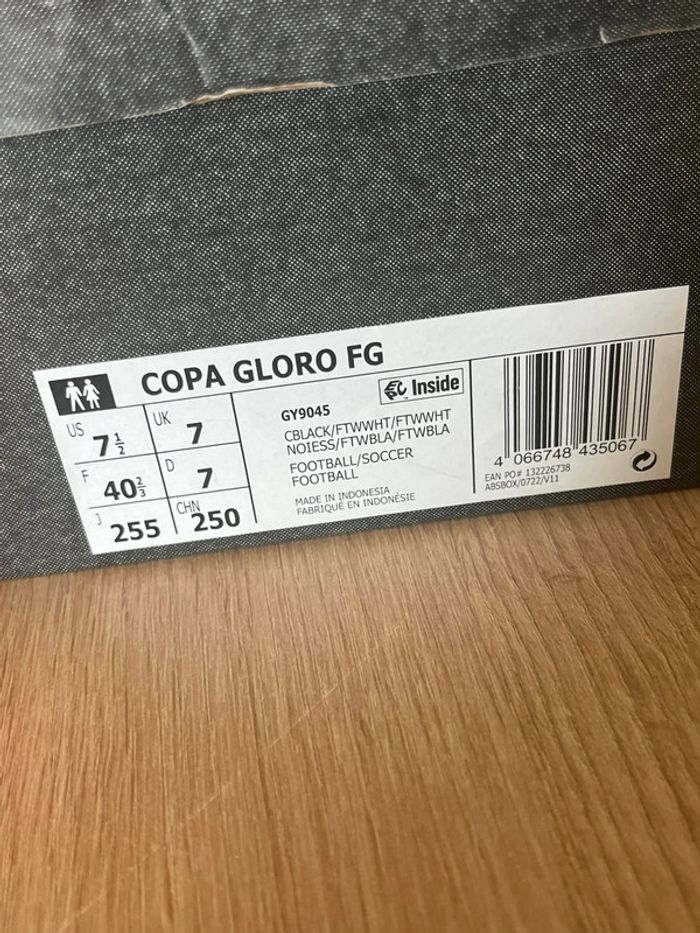 COPA GLORO FG
Inside
US 7½
UK 7
F 40⅔
D 7
J 255
CHN 250
GY9045
CBLACK/FTWWHT/FTWWHT
NOIESS/FTWBLA/FTWBLA
FOOTBALL/SOCCER
FOOTBALL
MADE IN INDONESIA
FABRIQUÉ EN INDONÉSIE
4 066748 435067
EAN PO# 132226738
ABSBOX/0722/V11